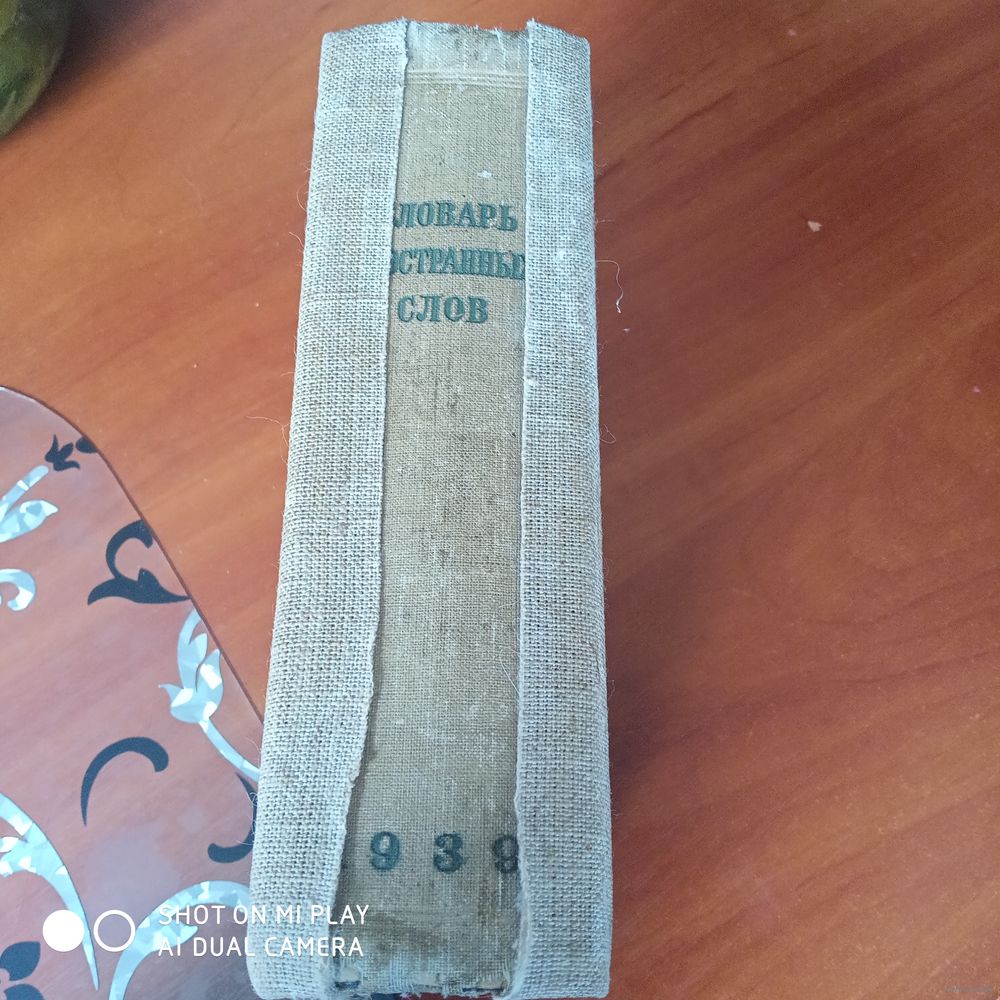 ЛОВАРЬ
ОСТРАННЫ
СЛОВ
939
SHOT ON MI PLAY
AI DUAL CAMERA